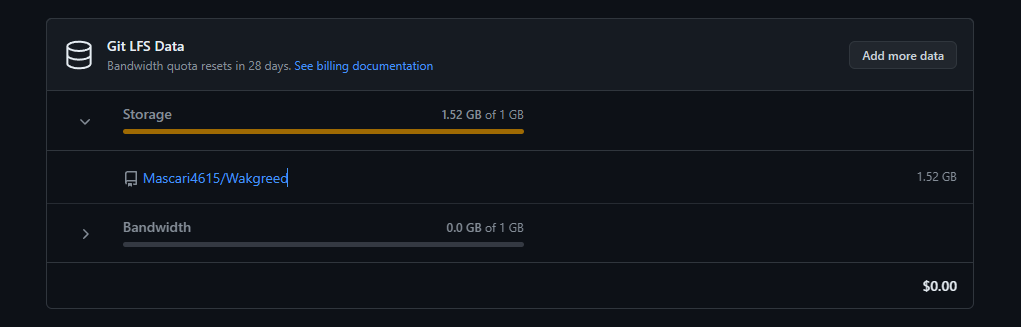 Git LFS Data
Bandwidth quota resets in 28 days. See billing documentation
Add more data
Storage
1.52 GB of 1 GB
Mascari4615/Wakgreed
1.52 GB
Bandwidth
0.0 GB of 1 GB
$0.00